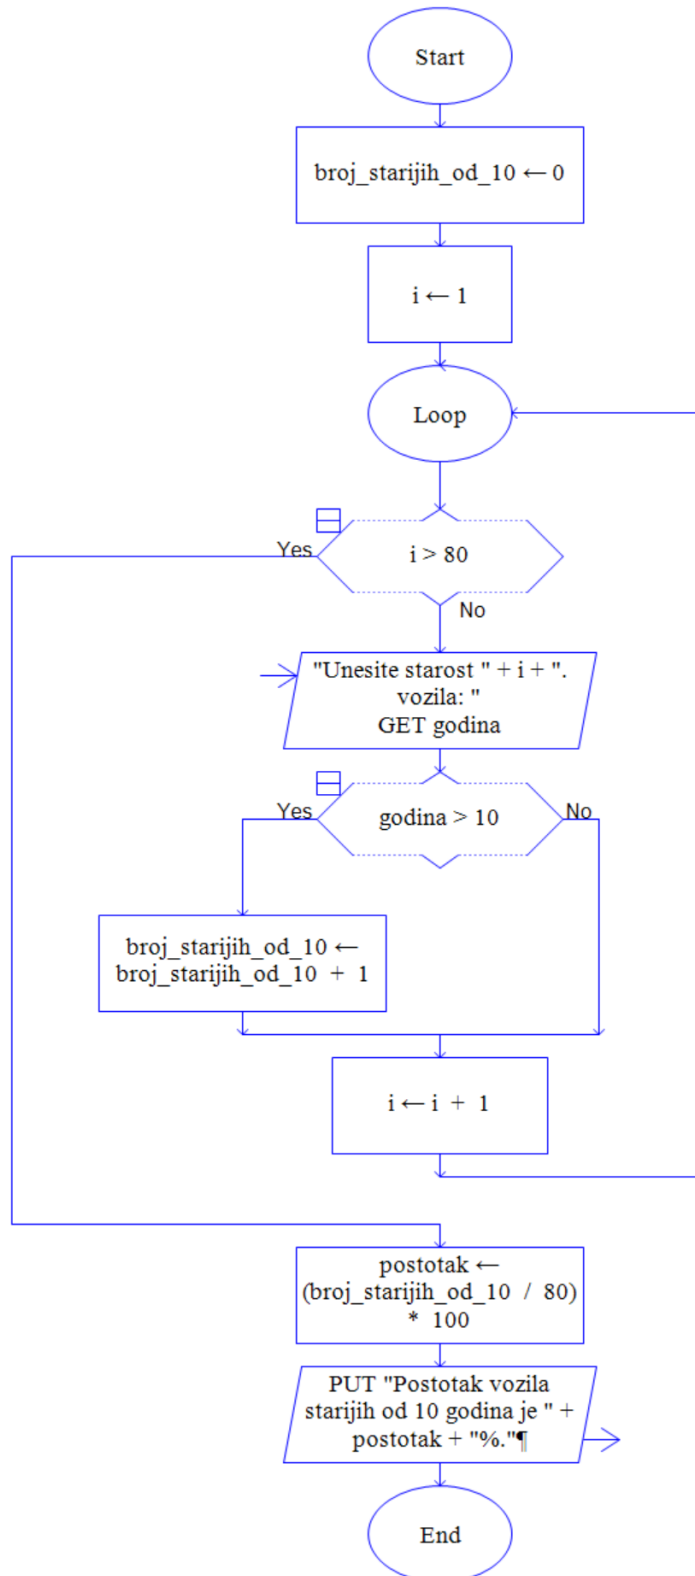 Start
broj_starijih_od_10 ← 0
i ← 1
Loop
Yes
i > 80
No
"Unesite starost " + i + ".
vozila: "
GET godina
Yes
godina > 10
No
broj_starijih_od_10 ←
broj_starijih_od_10 + 1
i ← i + 1
postotak ←
(broj_starijih_od_10 / 80)
* 100
PUT "Postotak vozila
starijih od 10 godina je " +
postotak + "%."¶
End